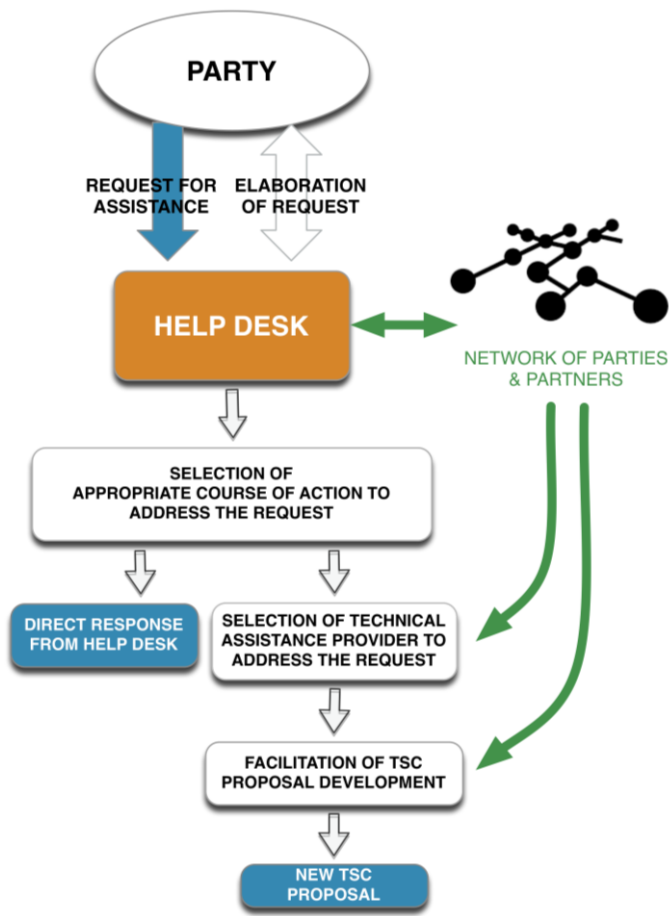 PARTY
REQUEST FOR
ASSISTANCE
ELABORATION
OF REQUEST
HELP DESK
NETWORK OF PARTIES
& PARTNERS
SELECTION OF
APPROPRIATE COURSE OF ACTION TO
ADDRESS THE REQUEST
DIRECT RESPONSE
FROM HELP DESK
SELECTION OF TECHNICAL
ASSISTANCE PROVIDER TO
ADDRESS THE REQUEST
FACILITATION OF TSC
PROPOSAL DEVELOPMENT
NEW TSC
PROPOSAL